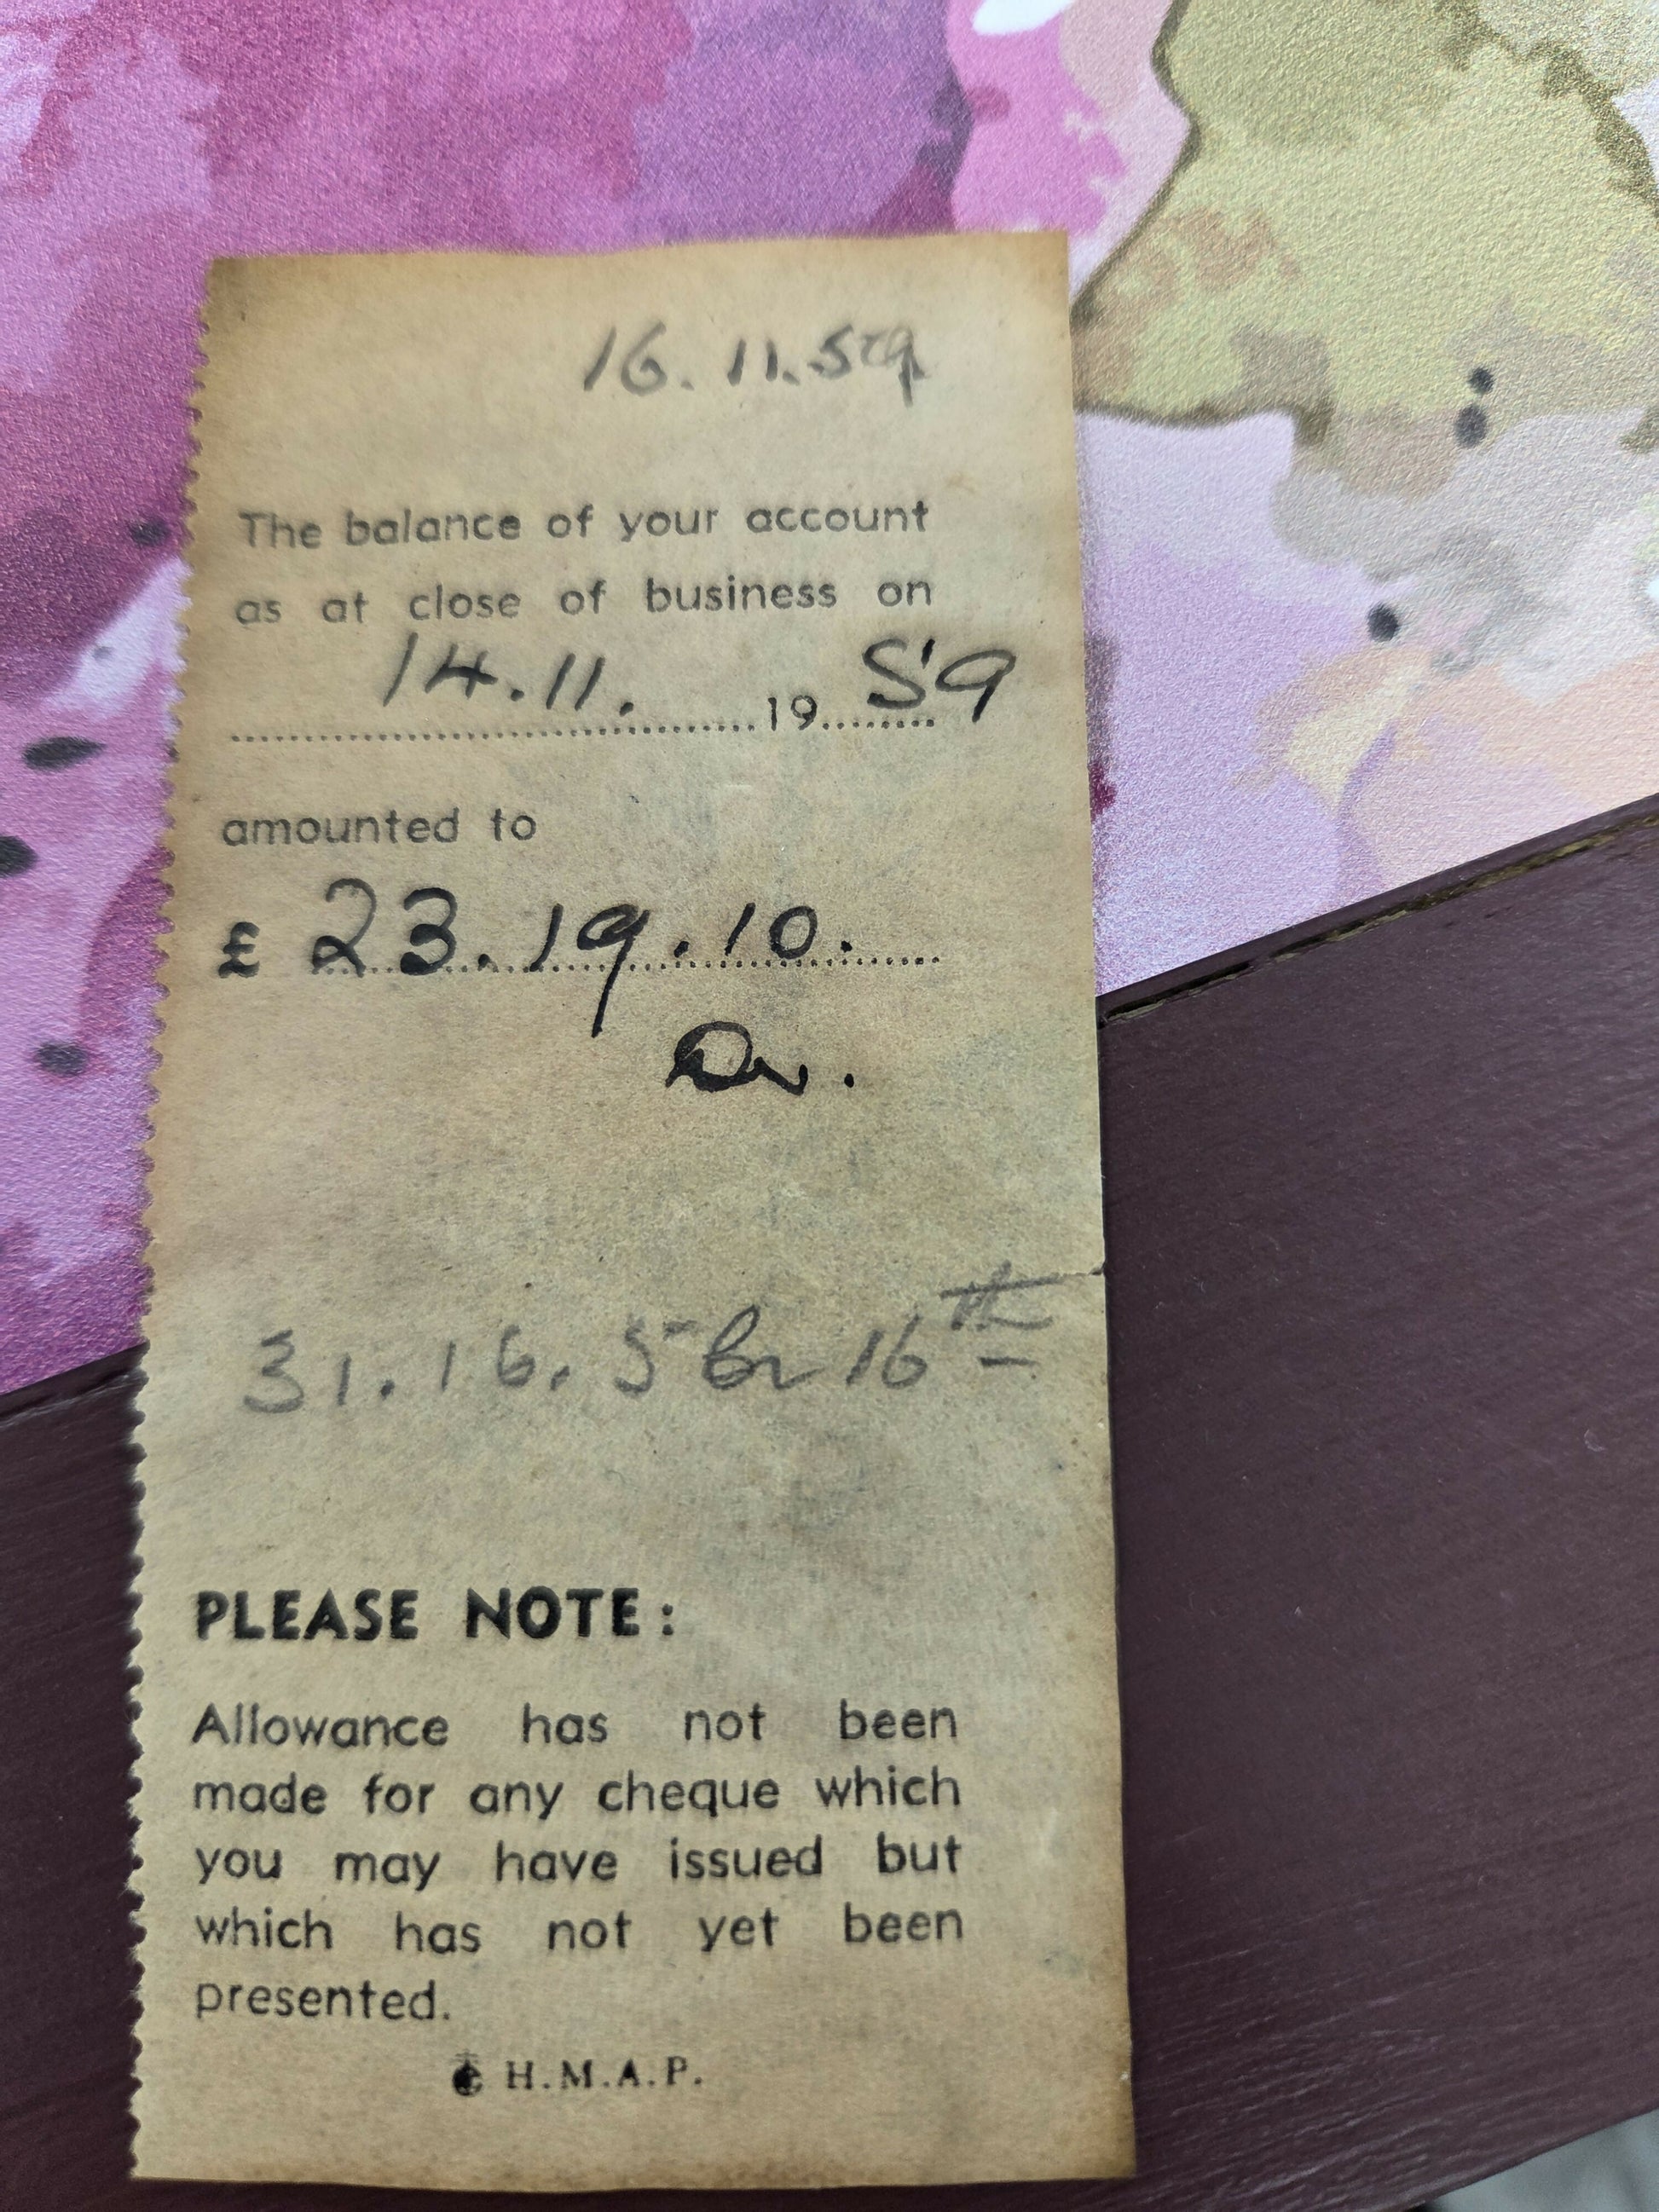 16.11.59
The balance of your account
as at close of business on
14.11. 19 59
amounted to
£ 23.19.10.
Dr.
31.16.5 Cr 16th
PLEASE NOTE:
Allowance has not been
made for any cheque which
you may have issued but
which has not yet been
presented.
H.M.A.P.